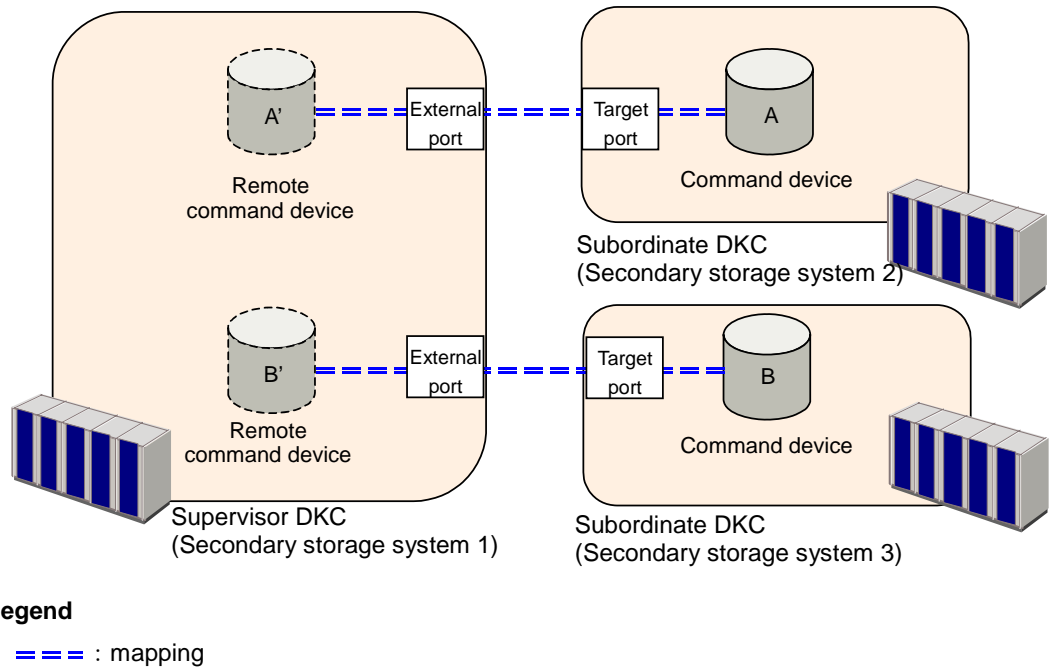 A'
External
port
Target
port
A
Remote
command device
Command device
Subordinate DKC
(Secondary storage system 2)
B'
External
port
Target
port
B
Remote
command device
Command device
Supervisor DKC
(Secondary storage system 1)
Subordinate DKC
(Secondary storage system 3)
egend
: mapping